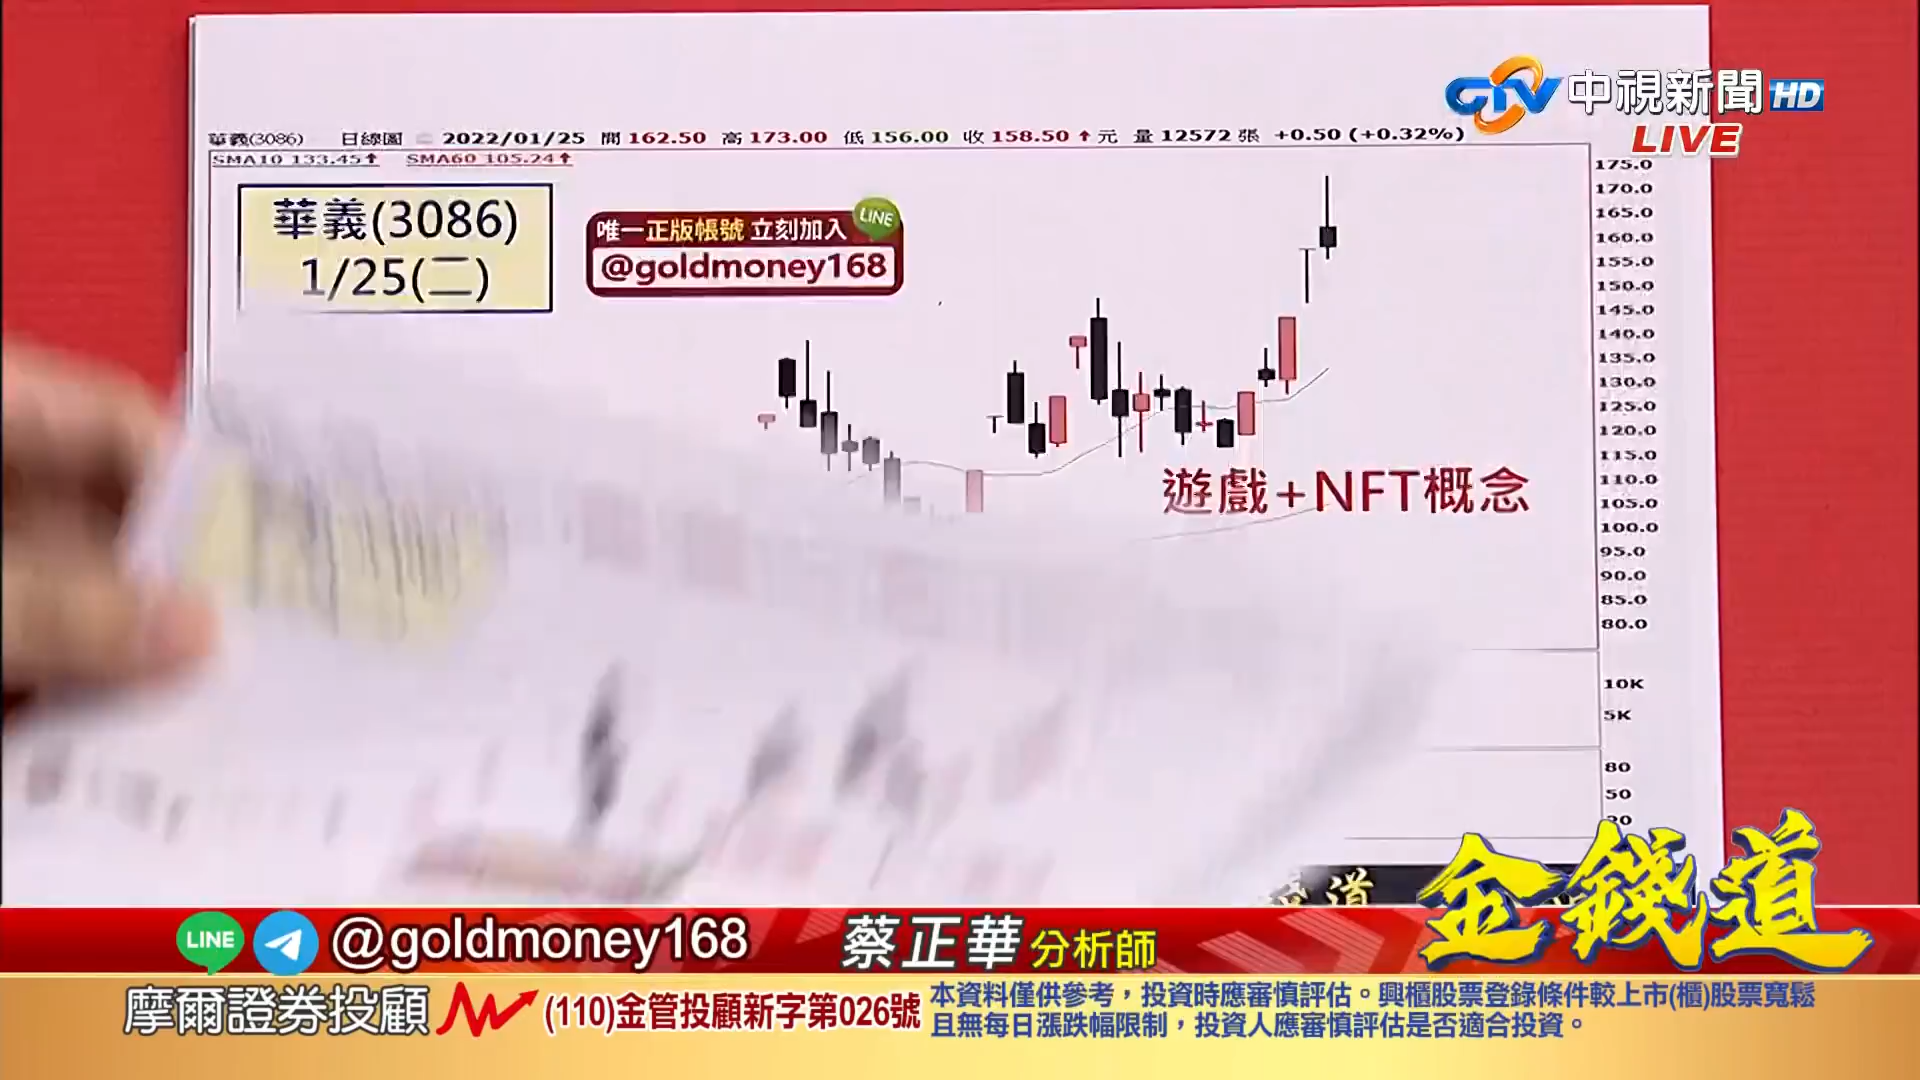 CTV 中視新聞 HD
LIVE
華義(3086) 日線圖 2022/01/25 開 162.50 高 173.00 低 156.00 收 158.50 ↑ 元 量 12572 張 +0.50 (+0.32%)
SMA10 133.45↑ SMA60 105.24↑
華義(3086)
1/25(二)
唯一正版帳號 立刻加入 LINE
@goldmoney168
175.0
170.0
165.0
160.0
155.0
150.0
145.0
140.0
135.0
130.0
125.0
120.0
115.0
110.0
105.0
100.0
95.0
90.0
85.0
80.0
遊戲+NFT概念
10K
5K
80
50
20
道
金錢道
LINE @goldmoney168 蔡正華 分析師
摩爾證券投顧 (110)金管投顧新字第026號
本資料僅供參考，投資時應審慎評估。興櫃股票登錄條件較上市(櫃)股票寬鬆
且無每日漲跌幅限制，投資人應審慎評估是否適合投資。